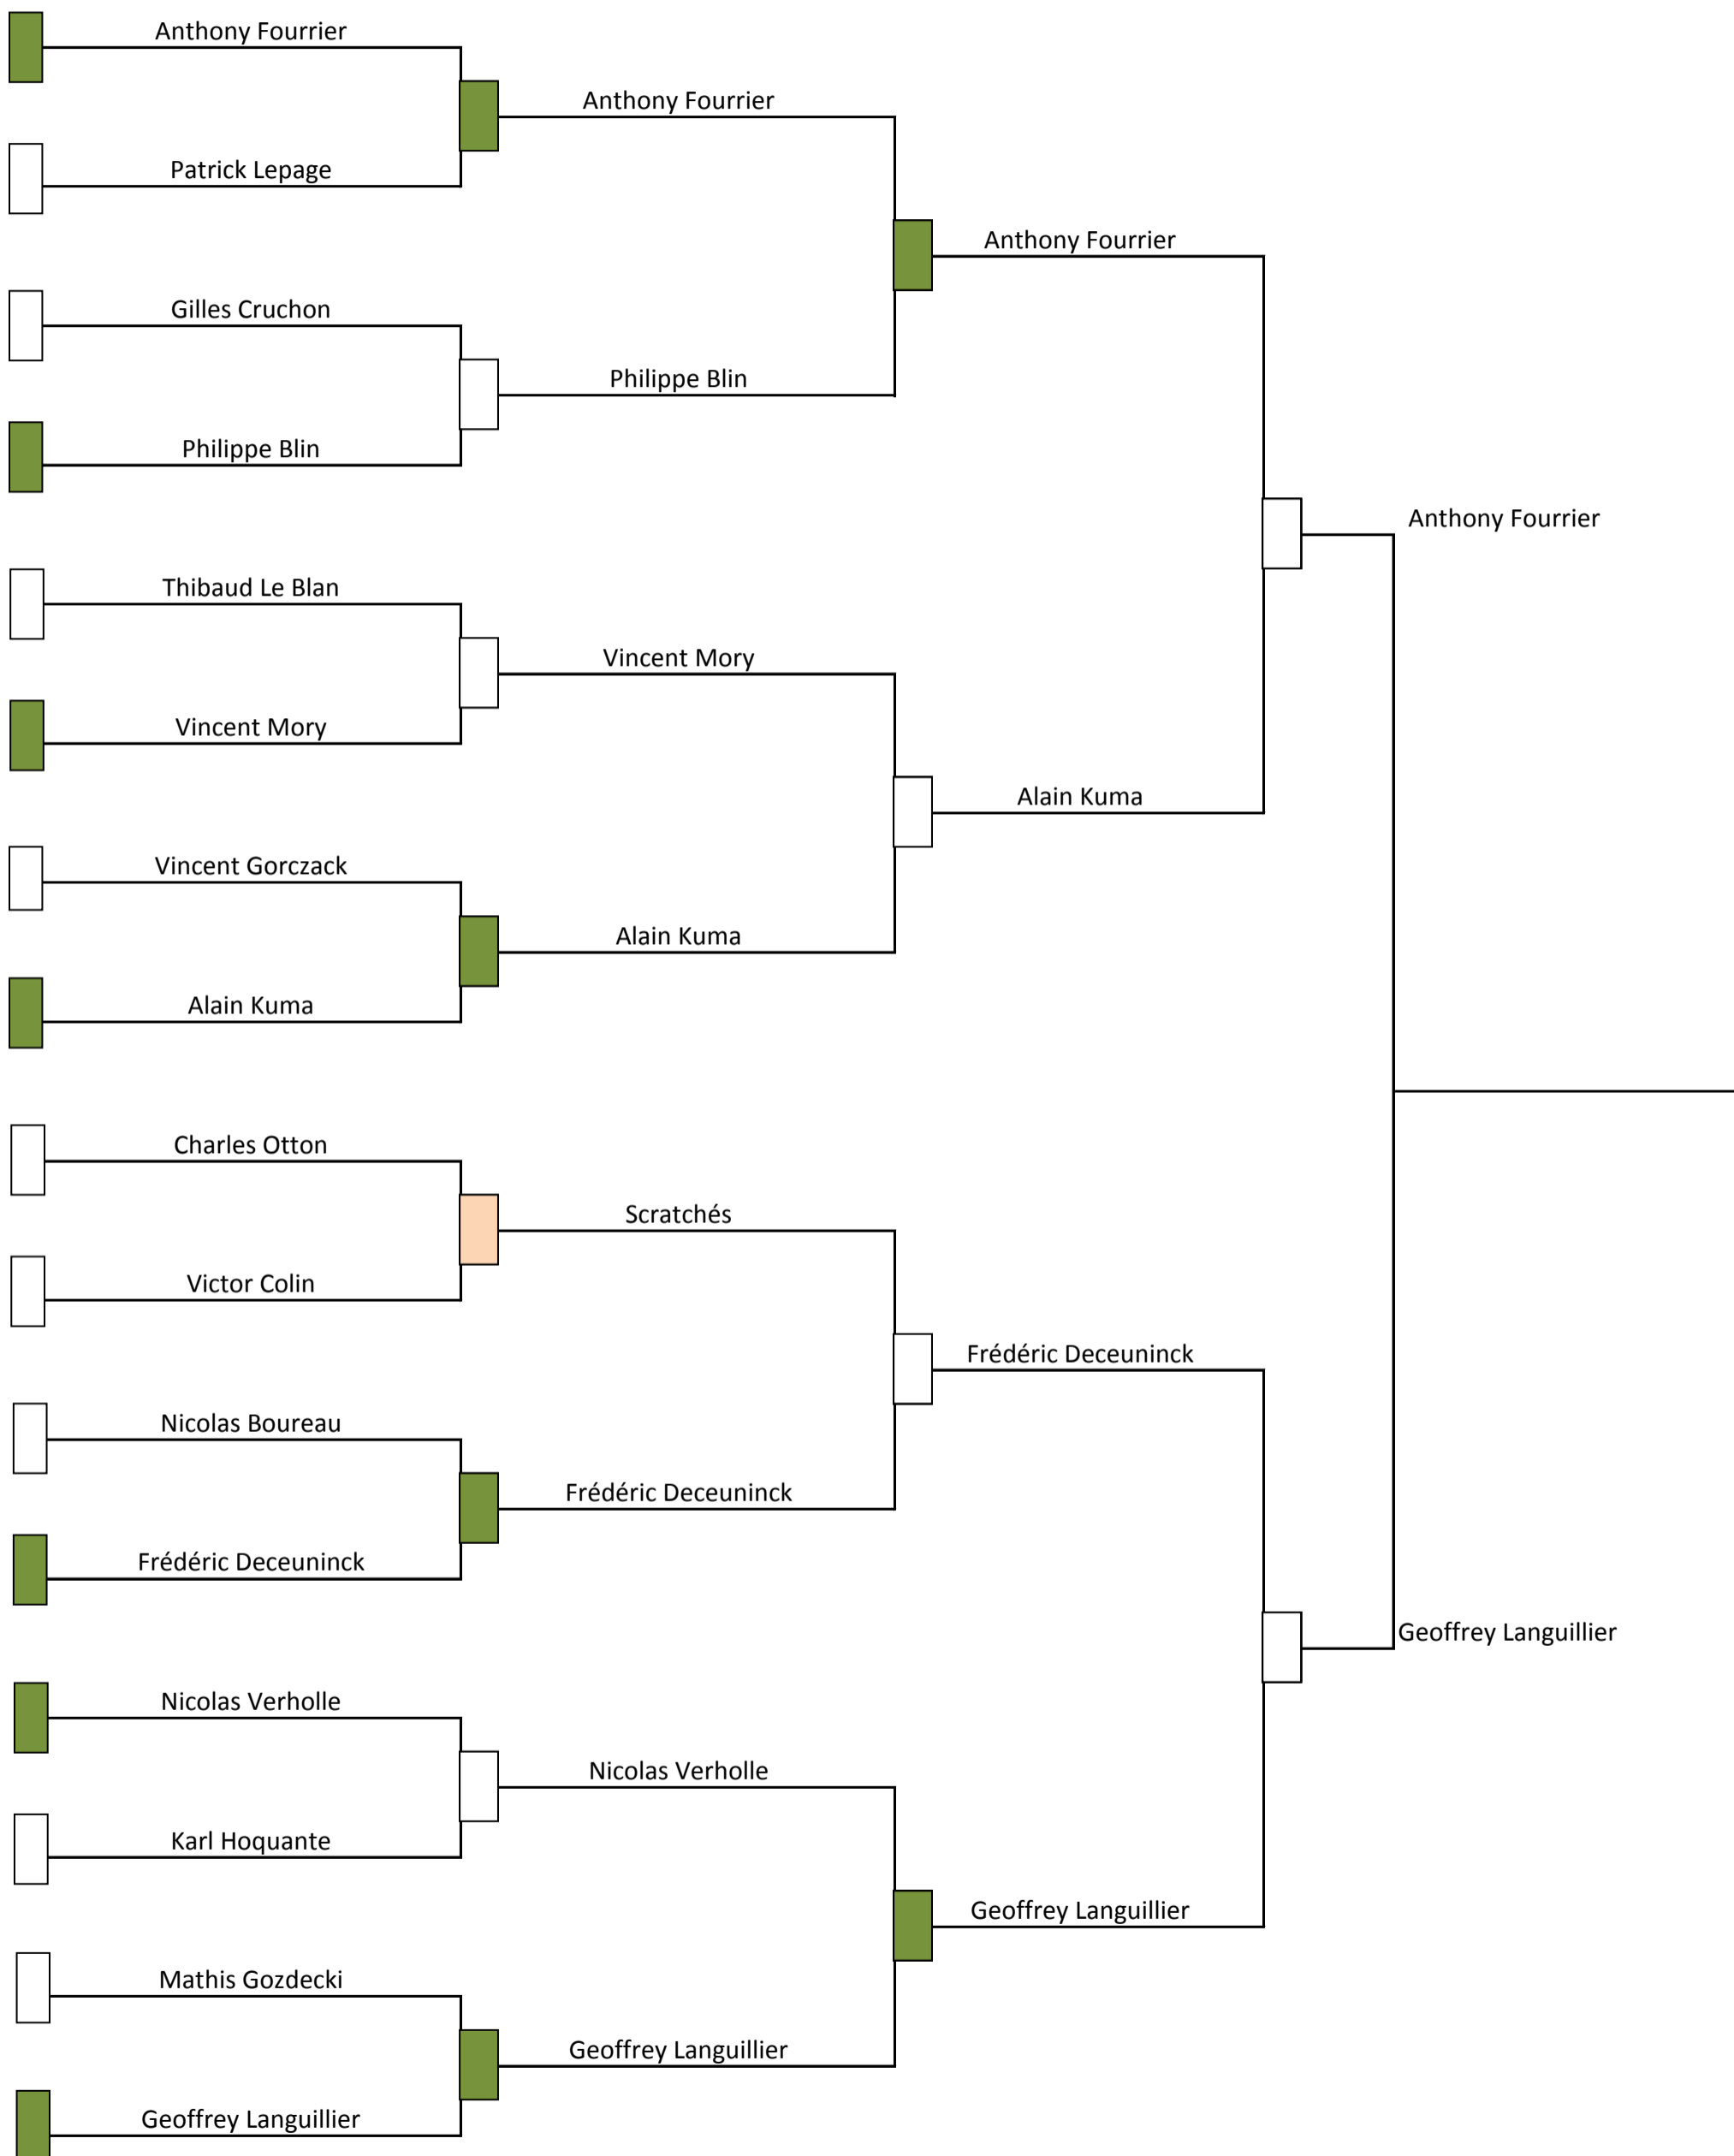 Anthony Fourrier
Patrick Lepage
Gilles Cruchon
Philippe Blin
Thibaud Le Blan
Vincent Mory
Vincent Gorczack
Alain Kuma
Charles Otton
Victor Colin
Nicolas Boureau
Frédéric Deceuninck
Nicolas Verholle
Karl Hoquante
Mathis Gozdecki
Geoffrey Languillier
Anthony Fourrier
Philippe Blin
Vincent Mory
Alain Kuma
Scratchés
Frédéric Deceuninck
Nicolas Verholle
Geoffrey Languillier
Anthony Fourrier
Alain Kuma
Frédéric Deceuninck
Geoffrey Languillier
Anthony Fourrier
Geoffrey Languillier